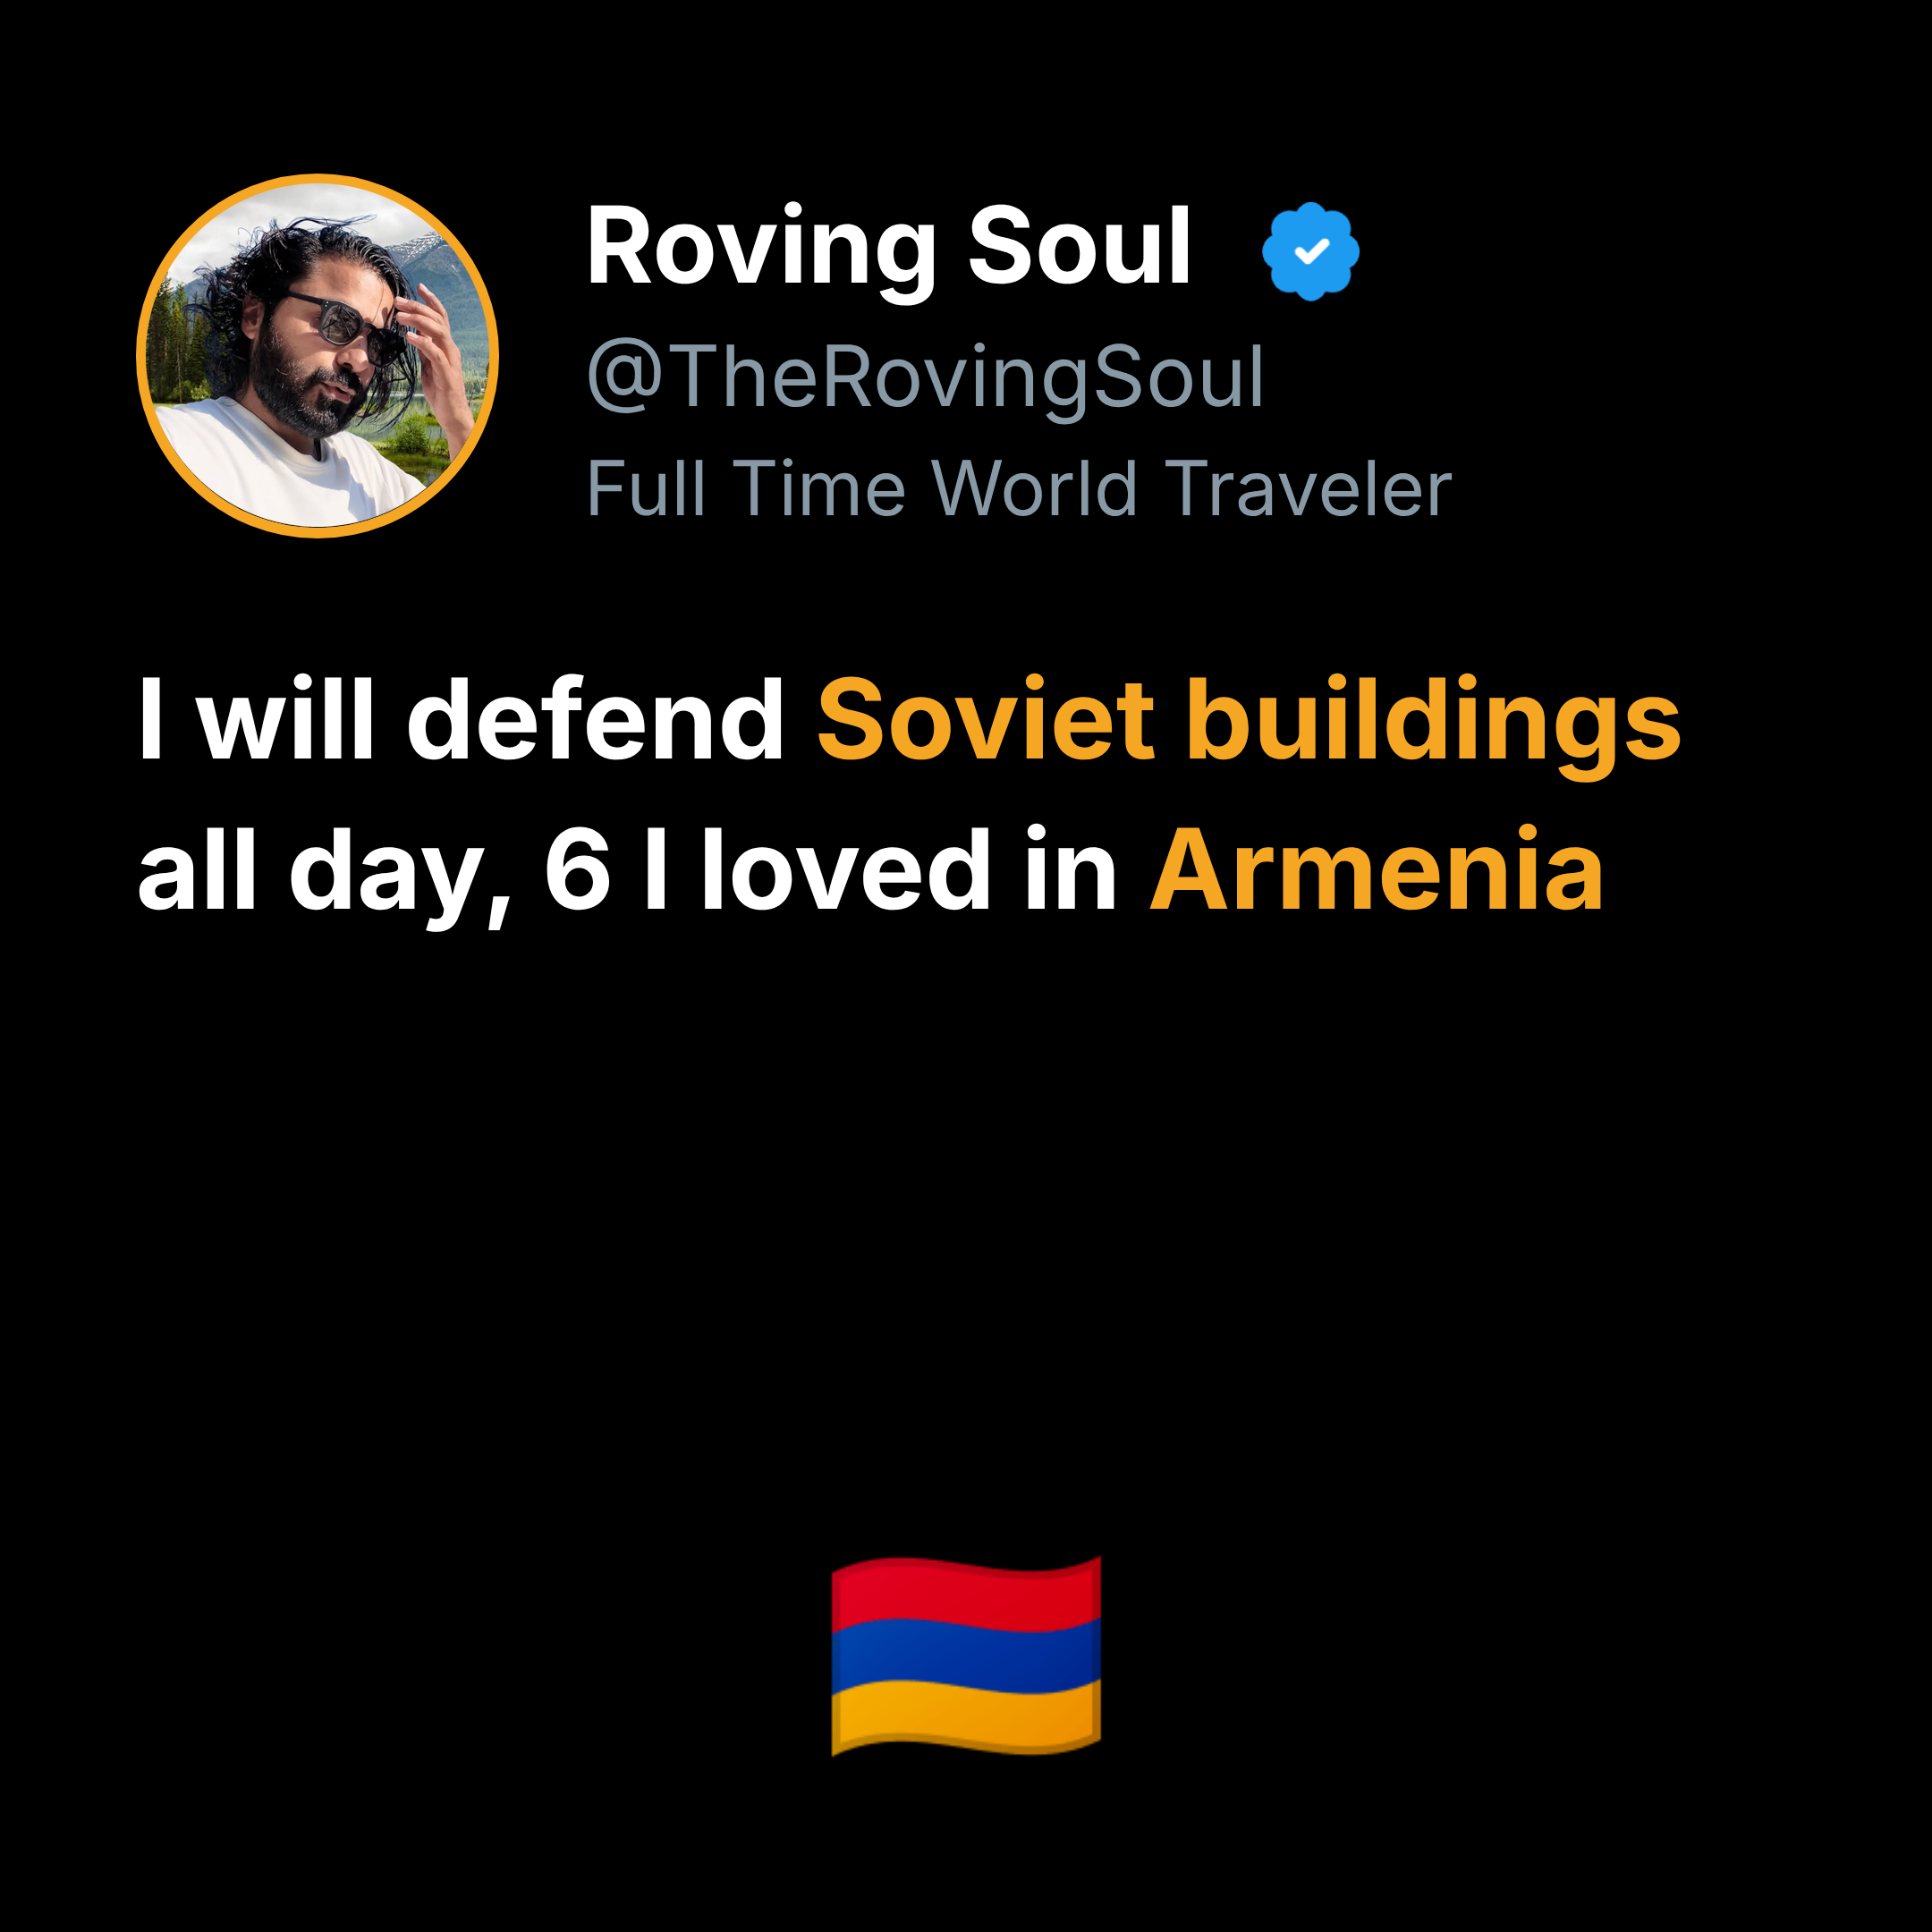 Roving Soul
@TheRovingSoul
Full Time World Traveler
I will defend Soviet buildings
all day, 6 I loved in Armenia